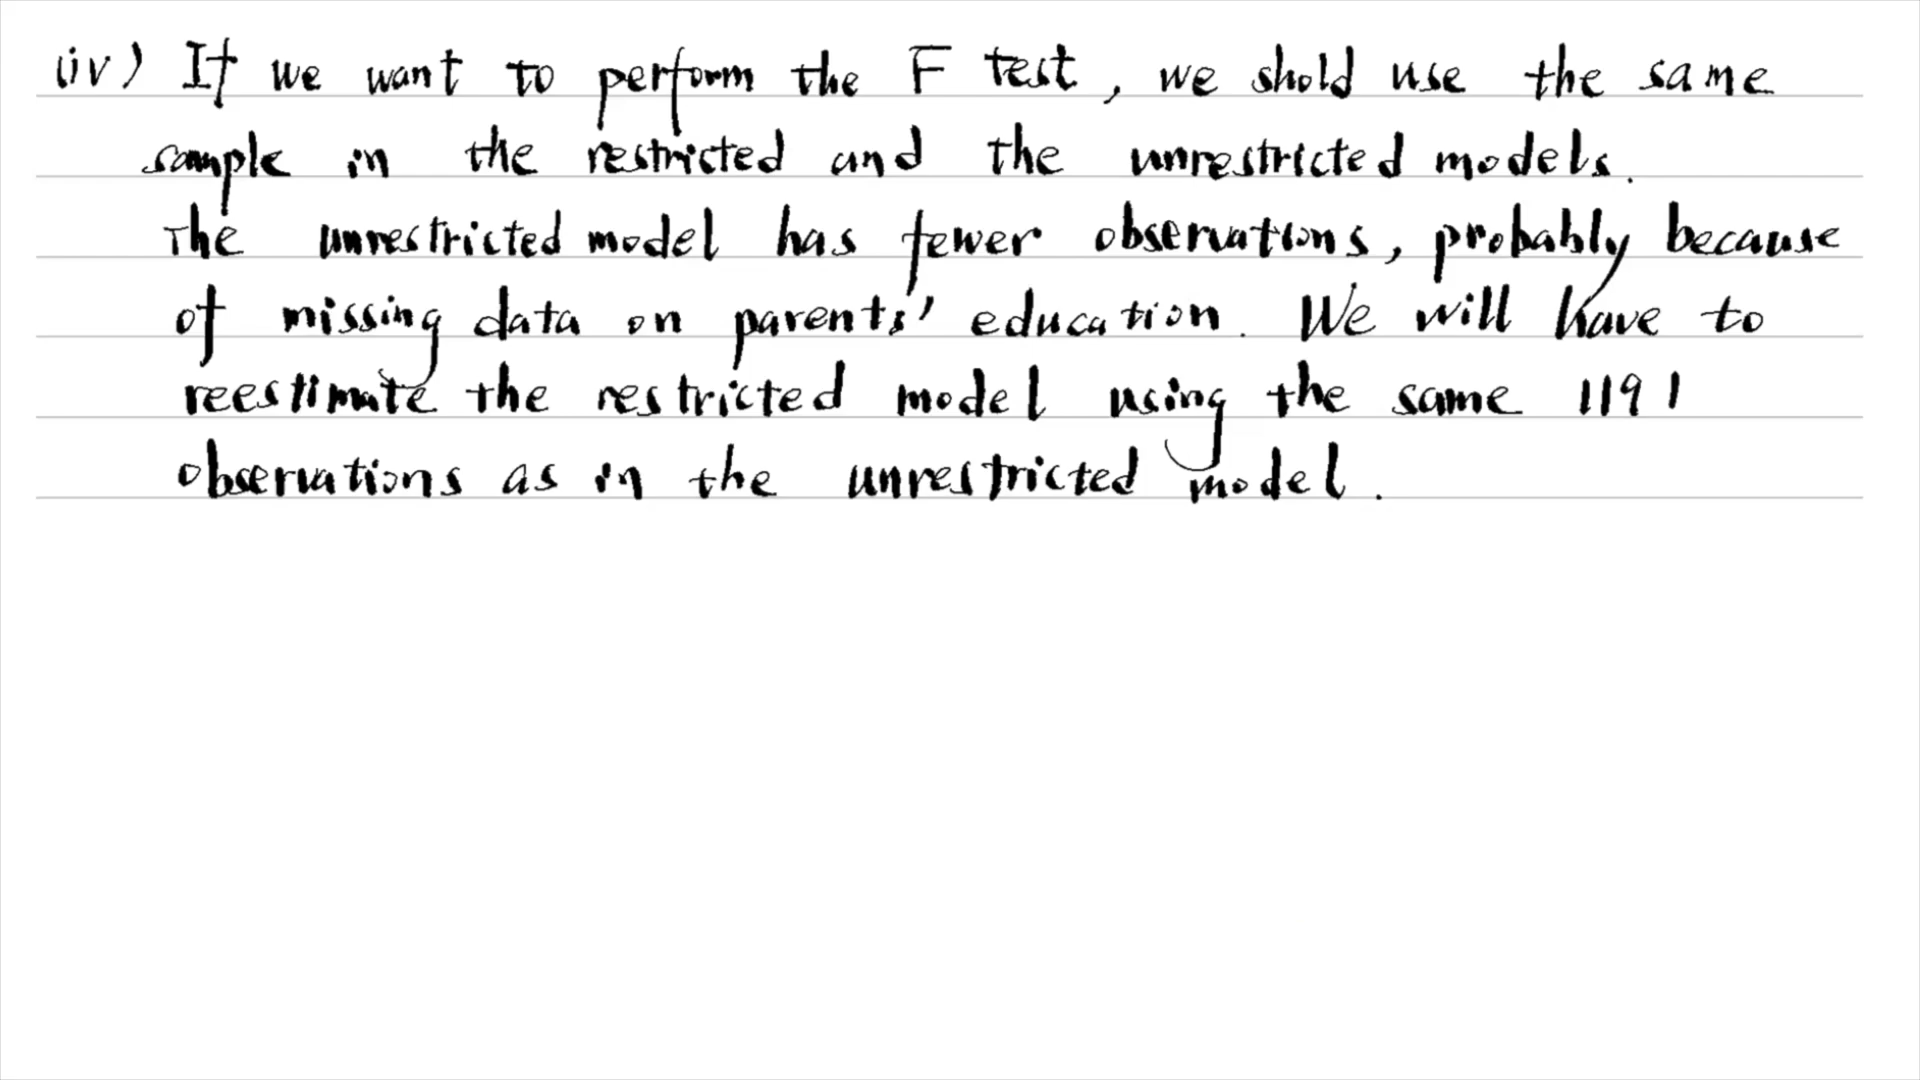 (iv) If we want to perform the F test, we shold use the same
sample in the restricted and the unrestricted models.
The unrestricted model has fewer observations, probably because
of missing data on parents' education. We will have to
reestimate the restricted model using the same 1191
observations as in the unrestricted model.